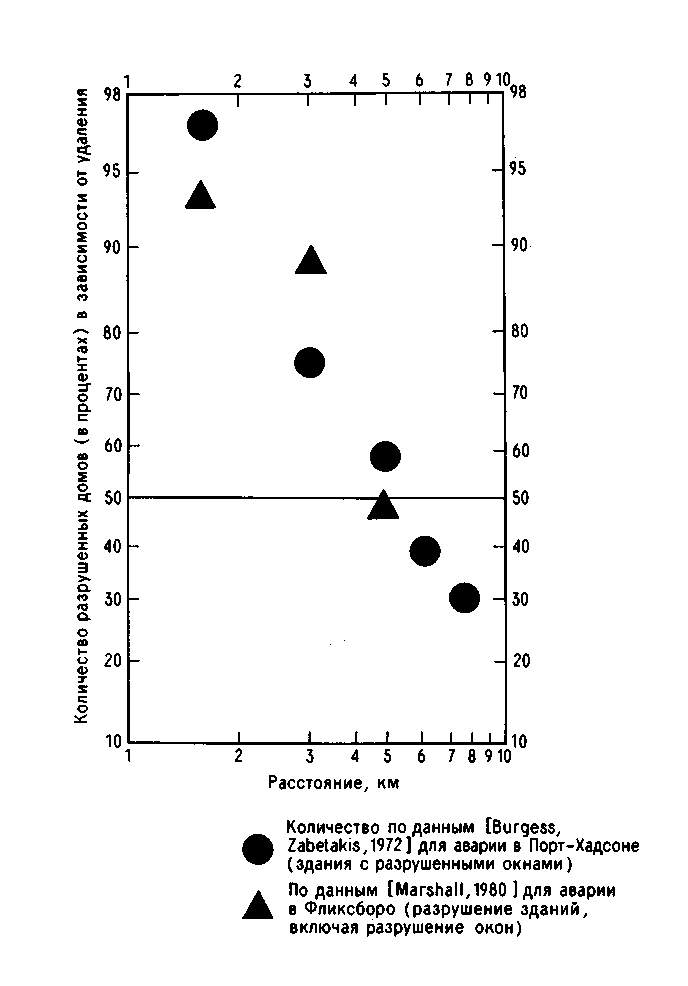 1 2 3 4 5 6 7 8 9 10
98 98
95 95
90 90
80 80
70 70
60 60
50 50
40 40
30 30
20 20
10 10
1 2 3 4 5 6 7 8 9 10
Количество разрушенных домов (в процентах) в зависимости от удаления
Расстояние, км
Количество по данным [Burgess,
Zabetakis, 1972] для аварии в Порт-Хадсоне
(здания с разрушенными окнами)
По данным [Marshall, 1980] для аварии
в Фликсборо (разрушение зданий,
включая разрушение окон)